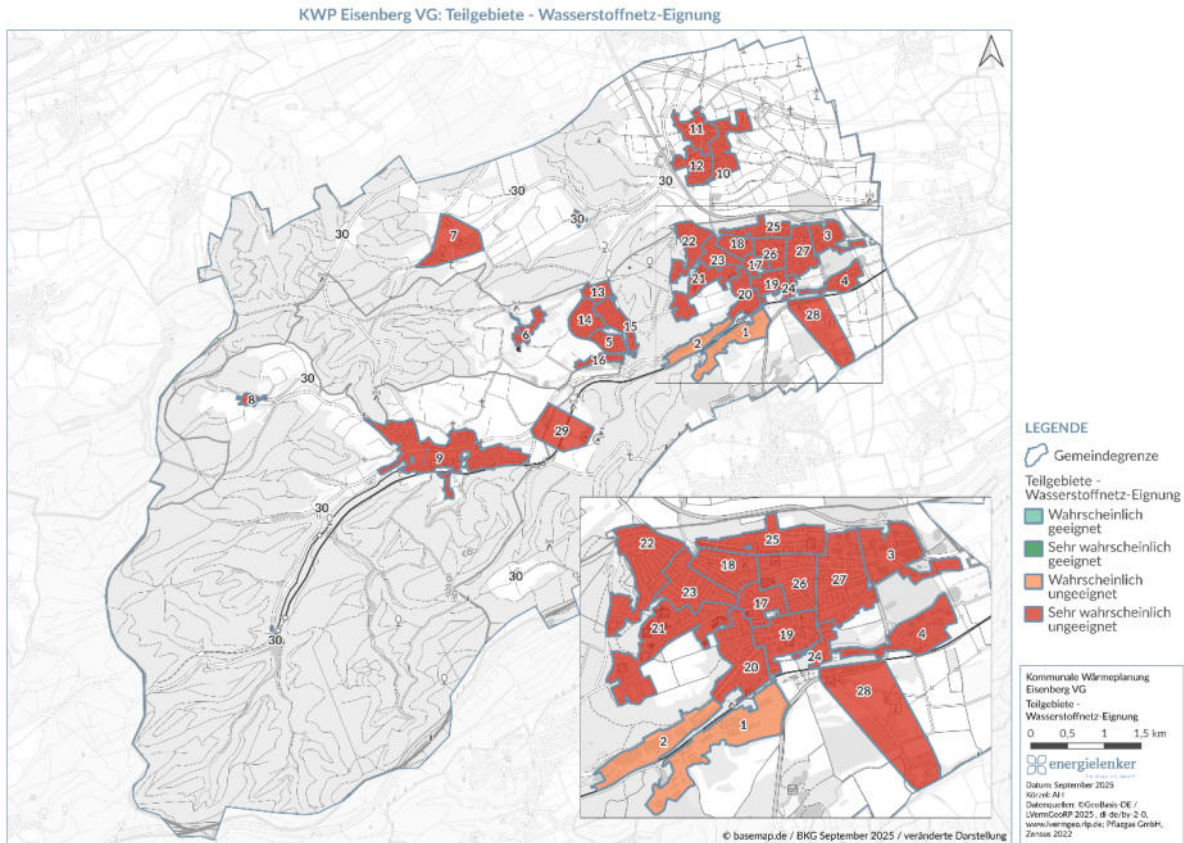 KWP Eisenberg VG: Teilgebiete - Wasserstoffnetz-Eignung
11
12
10
30
30
30
30
7
25
3
22
18
27
26
23
17
21
19
24
4
20
13
14
15
28
6
5
1
2
16
30
8
29
9
30
30
30
22
25
3
18
26
27
23
17
21
19
4
24
20
28
1
2
LEGENDE
Gemeindegrenze
Teilgebiete -
Wasserstoffnetz-Eignung
Wahrscheinlich
geeignet
Sehr wahrscheinlich
geeignet
Wahrscheinlich
ungeeignet
Sehr wahrscheinlich
ungeeignet
Kommunale Wärmeplanung
Eisenberg VG
Teilgebiete -
Wasserstoffnetz-Eignung
0 0,5 1 1,5 km
energielenker
Datum: September 2025
Kürzel: AH
Datenquellen: ©GeoBasis-DE /
LVermGeoRP 2025 , dl-de/by-2-0,
www.lvermgeo.rlp.de; Pfalzgas GmbH,
Zensus 2022
© basemap.de / BKG September 2025 / veränderte Darstellung